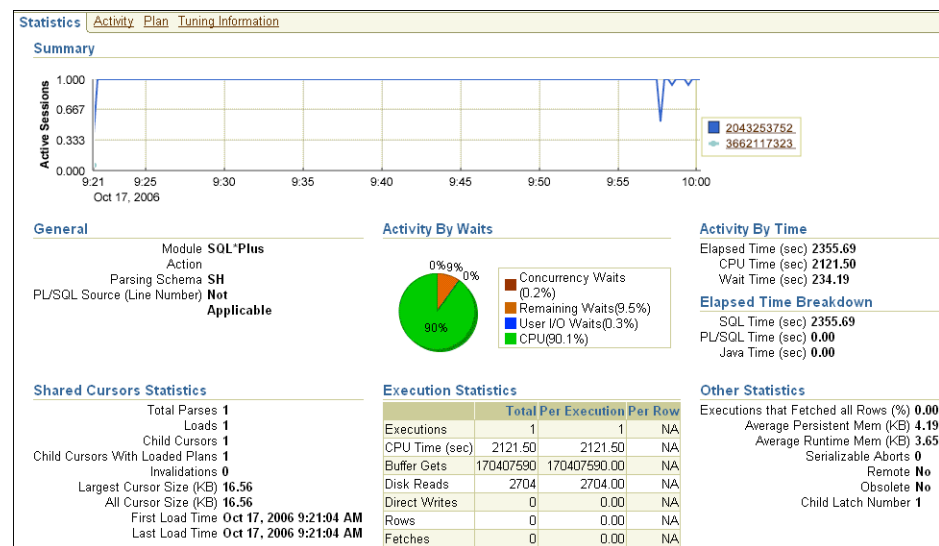 Statistics Activity Plan Tuning Information
Summary
Active Sessions
1.000
0.667
0.333
0.000
9:21 9:25 9:30 9:35 9:40 9:45 9:50 9:55 10:00
Oct 17, 2006
2043253752
3662117323
General
Module SQL*Plus
Action
Parsing Schema SH
PL/SQL Source (Line Number) Not
Applicable
Activity By Waits
0% 9% 0%
90%
Concurrency Waits
(0.2%)
Remaining Waits(9.5%)
User I/O Waits(0.3%)
CPU(90.1%)
Activity By Time
Elapsed Time (sec) 2355.69
CPU Time (sec) 2121.50
Wait Time (sec) 234.19
Elapsed Time Breakdown
SQL Time (sec) 2355.69
PL/SQL Time (sec) 0.00
Java Time (sec) 0.00
Shared Cursors Statistics
Total Parses 1
Loads 1
Child Cursors 1
Child Cursors With Loaded Plans 1
Invalidations 0
Largest Cursor Size (KB) 16.56
All Cursor Size (KB) 16.56
First Load Time Oct 17, 2006 9:21:04 AM
Last Load Time Oct 17, 2006 9:21:04 AM
Execution Statistics
Total Per Execution Per Row
Executions 1 1 NA
CPU Time (sec) 2121.50 2121.50 NA
Buffer Gets 170407590 170407590.00 NA
Disk Reads 2704 2704.00 NA
Direct Writes 0 0.00 NA
Rows 0 0.00 NA
Fetches 0 0.00 NA
Other Statistics
Executions that Fetched all Rows (%) 0.00
Average Persistent Mem (KB) 4.19
Average Runtime Mem (KB) 3.65
Serializable Aborts 0
Remote No
Obsolete No
Child Latch Number 1